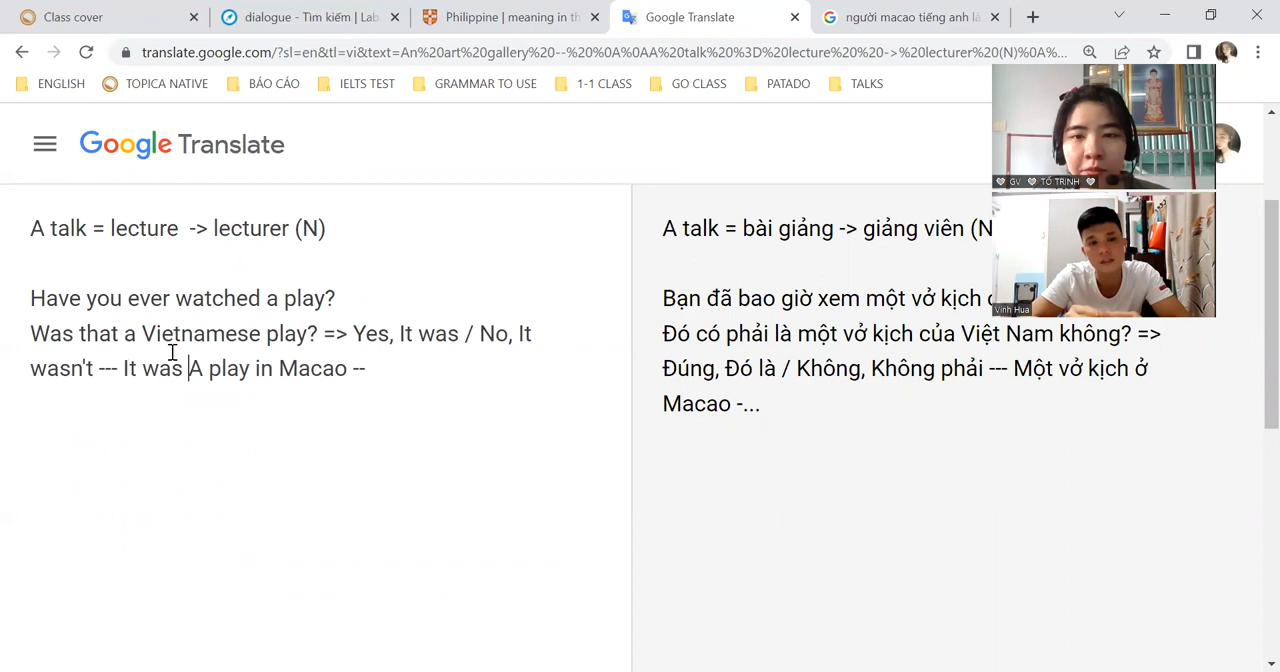 Class cover
dialogue - Tìm kiếm | Lab
Philippine | meaning in th
Google Translate
người macao tiếng anh là
translate.google.com/?sl=en&tl=vi&text=An%20art%20gallery%20--%20%0A%0AA%20talk%20%3D%20lecture%20%20->%20lecturer%20(N)%0A%...
ENGLISH
TOPICA NATIVE
BÁO CÁO
IELTS TEST
GRAMMAR TO USE
1-1 CLASS
GO CLASS
PATADO
TALKS
Google Translate
GV TỐ TRINH
Vinh Hua
A talk = lecture -> lecturer (N)
Have you ever watched a play?
Was that a Vietnamese play? => Yes, It was / No, It
wasn't --- It was A play in Macao --
A talk = bài giảng -> giảng viên (N
Bạn đã bao giờ xem một vở kịch
Đó có phải là một vở kịch của Việt Nam không? =>
Đúng, Đó là / Không, Không phải --- Một vở kịch ở
Macao -...